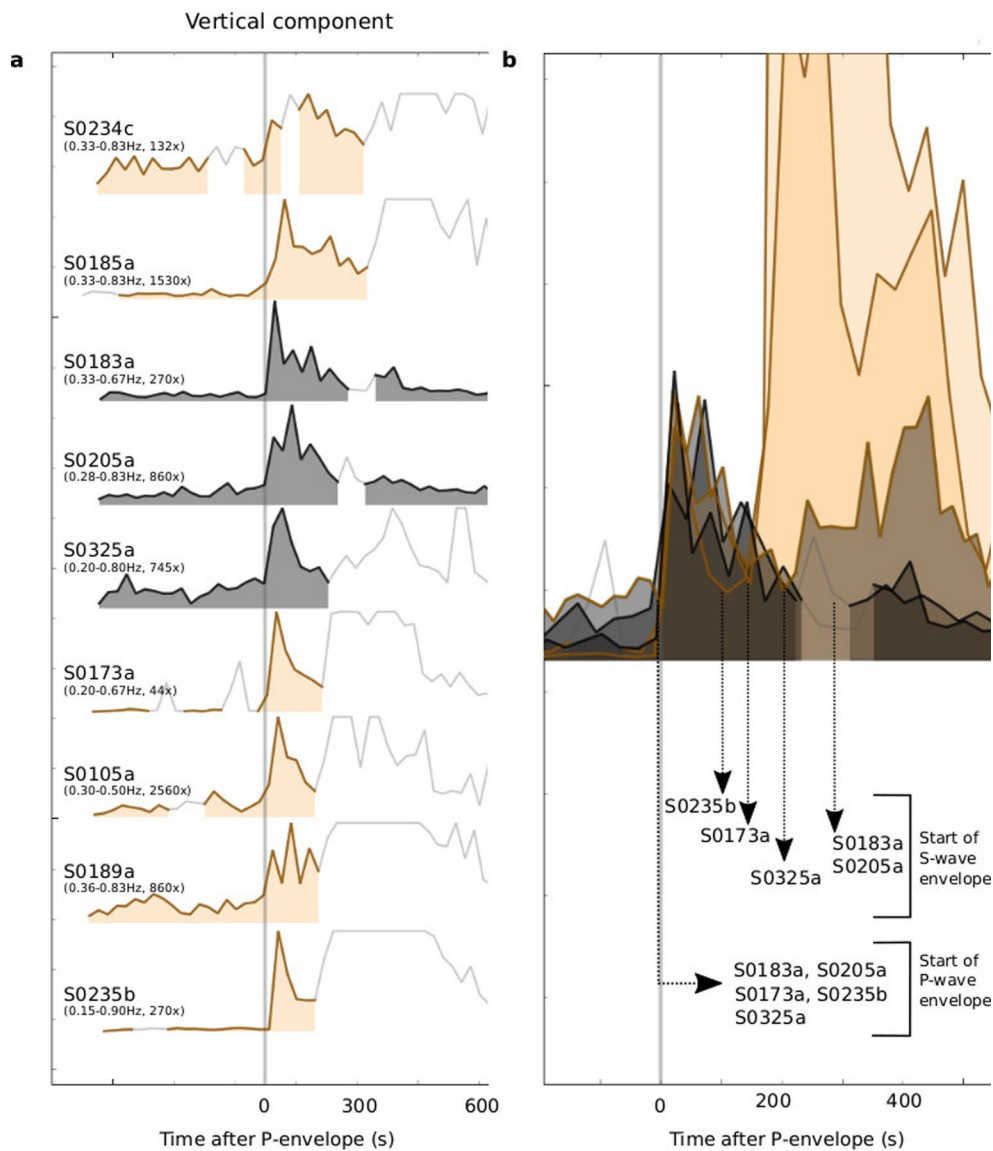 Vertical component
a
S0234c
(0.33-0.83Hz, 132x)
S0185a
(0.33-0.83Hz, 1530x)
S0183a
(0.33-0.67Hz, 270x)
S0205a
(0.28-0.83Hz, 860x)
S0325a
(0.20-0.80Hz, 745x)
S0173a
(0.20-0.67Hz, 44x)
S0105a
(0.30-0.50Hz, 2560x)
S0189a
(0.36-0.83Hz, 860x)
S0235b
(0.15-0.90Hz, 270x)
0
300
600
Time after P-envelope (s)
b
S0235b
S0173a
S0325a
S0183a
S0205a
Start of
S-wave
envelope
S0183a, S0205a
S0173a, S0235b
S0325a
Start of
P-wave
envelope
0
200
400
Time after P-envelope (s)